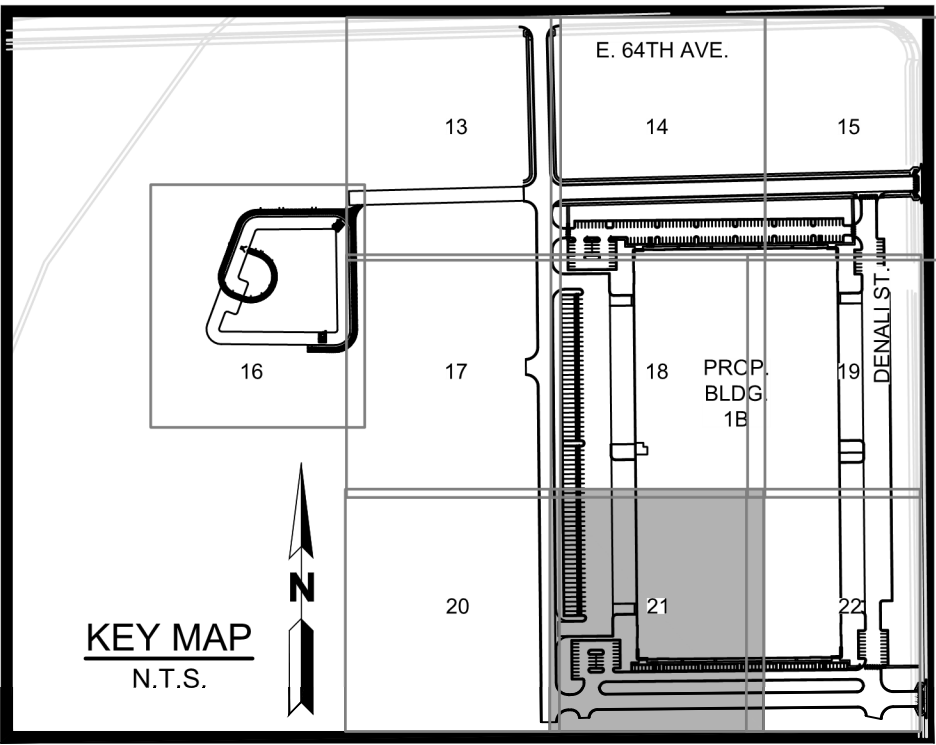 E. 64TH AVE.
13
14
15
16
17
18
PROP.
BLDG.
1B
19
DENALI ST.
20
21
22
N
KEY MAP
N.T.S.